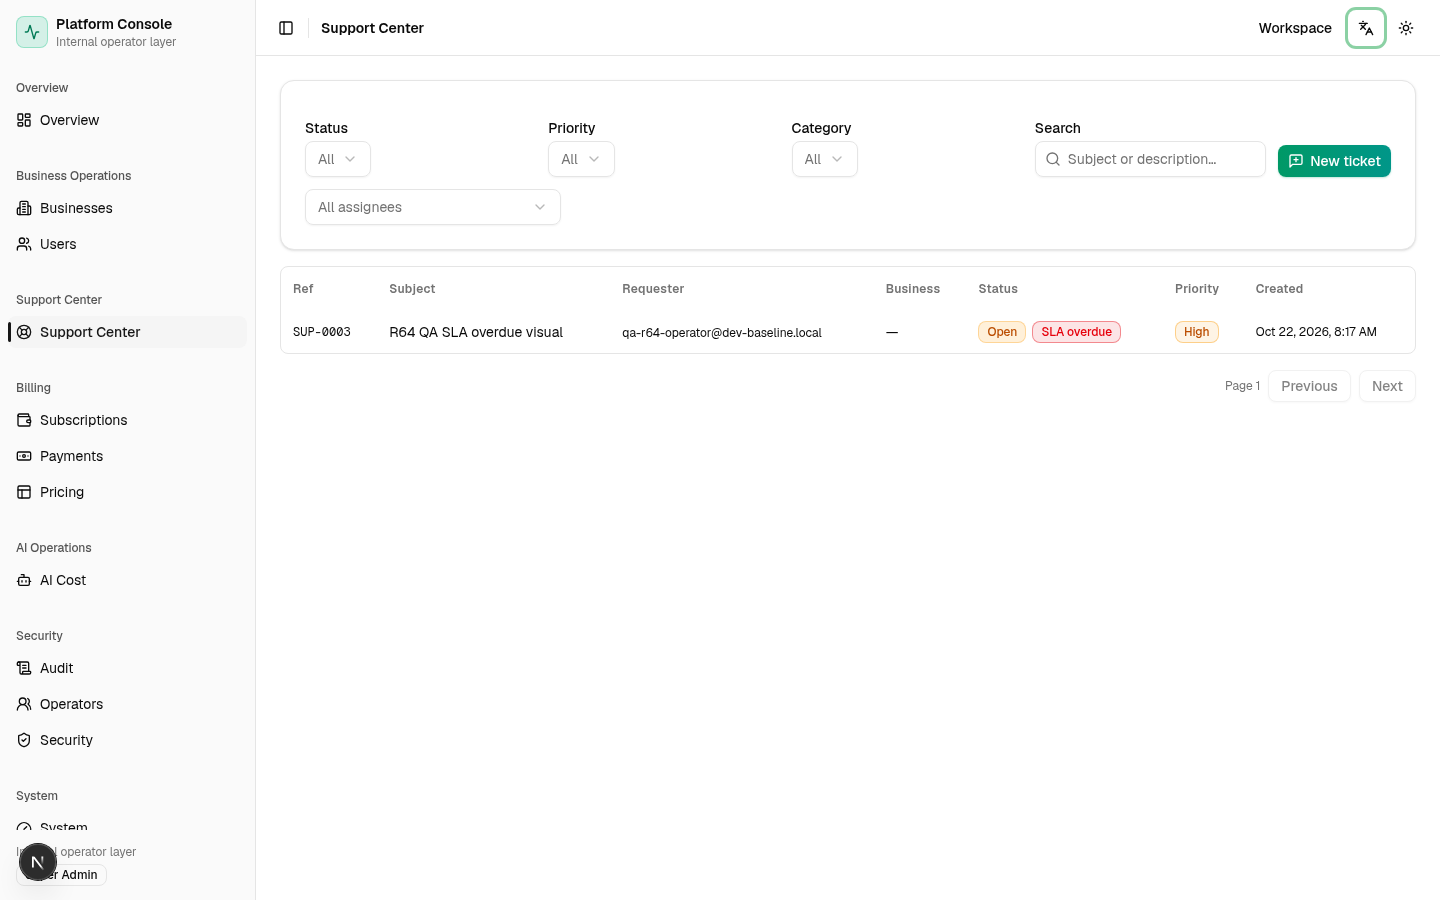 Platform Console
Internal operator layer
Overview
Overview
Business Operations
Businesses
Users
Support Center
Support Center
Billing
Subscriptions
Payments
Pricing
AI Operations
AI Cost
Security
Audit
Operators
Security
System
System
operator layer
Admin
N
Support Center
Workspace
Status
Priority
Category
Search
All
All
All
Subject or description...
New ticket
All assignees
Ref Subject Requester Business Status Priority Created
SUP-0003 R64 QA SLA overdue visual qa-r64-operator@dev-baseline.local — Open SLA overdue High Oct 22, 2026, 8:17 AM
Page 1 Previous Next